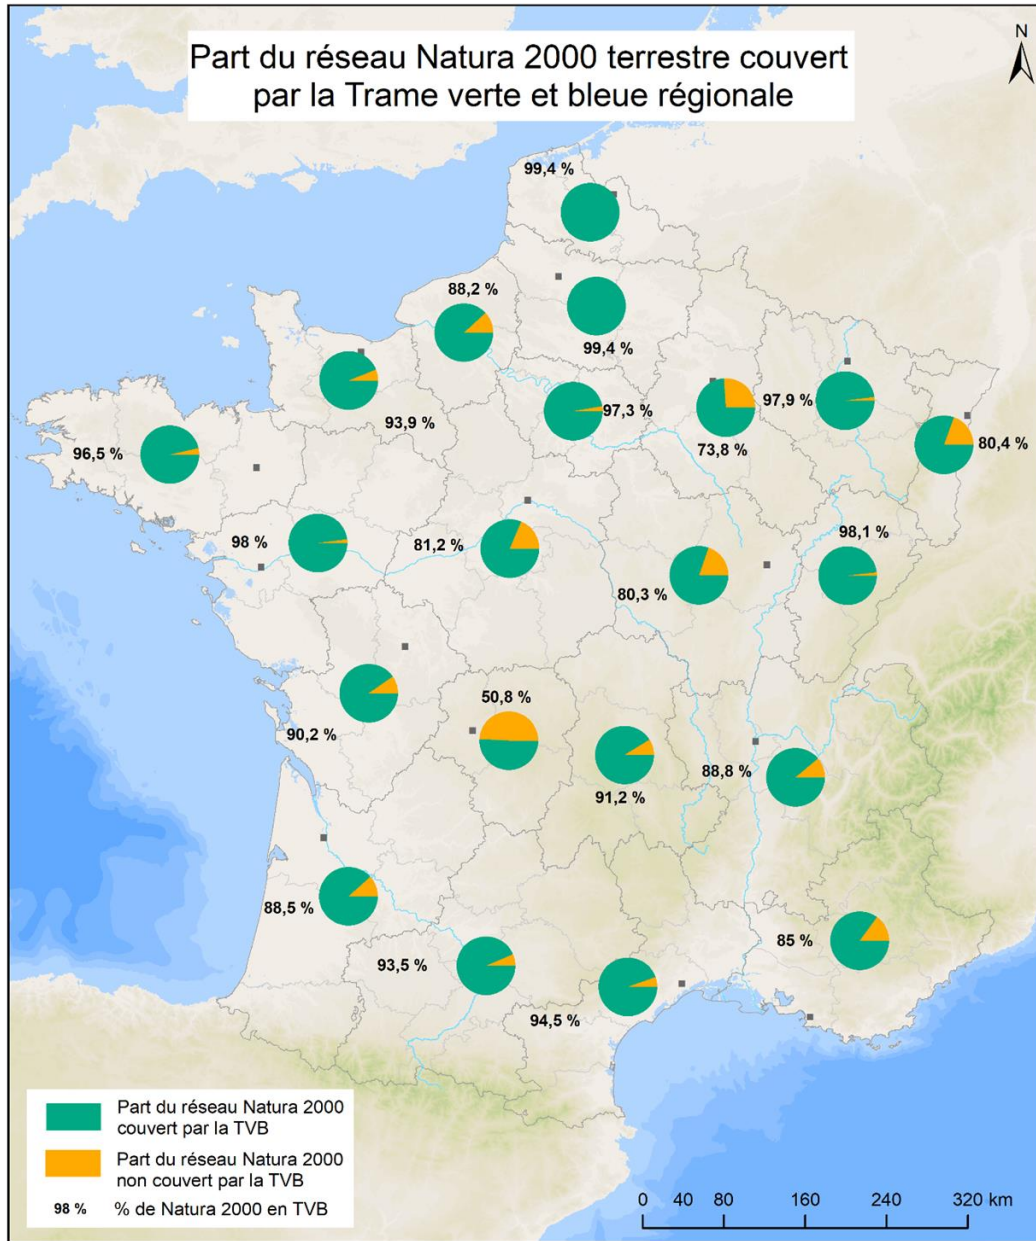 Part du réseau Natura 2000 terrestre couvert
par la Trame verte et bleue régionale
N
99,4 %
88,2 %
99,4 %
93,9 %
97,3 %
73,8 %
97,9 %
80,4 %
96,5 %
98 %
81,2 %
80,3 %
98,1 %
90,2 %
50,8 %
91,2 %
88,8 %
88,5 %
93,5 %
94,5 %
85 %
Part du réseau Natura 2000
couvert par la TVB
Part du réseau Natura 2000
non couvert par la TVB
98 % % de Natura 2000 en TVB
0 40 80 160 240 320 km